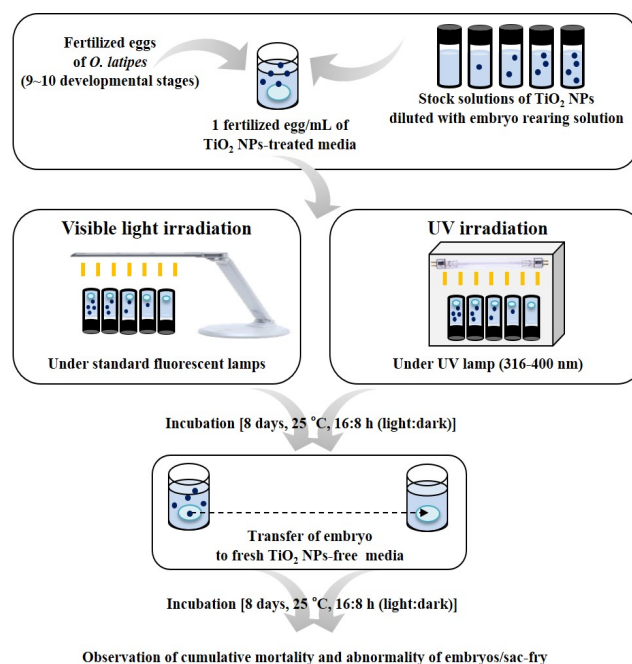 Fertilized eggs
of O. latipes
(9~10 developmental stages)
1 fertilized egg/mL of
TiO₂ NPs-treated media
Stock solutions of TiO₂ NPs
diluted with embryo rearing solution
Visible light irradiation
Under standard fluorescent lamps
UV irradiation
Under UV lamp (316-400 nm)
Incubation [8 days, 25 °C, 16:8 h (light:dark)]
Transfer of embryo
to fresh TiO₂ NPs-free media
Incubation [8 days, 25 °C, 16:8 h (light:dark)]
Observation of cumulative mortality and abnormality of embryos/sac-fry